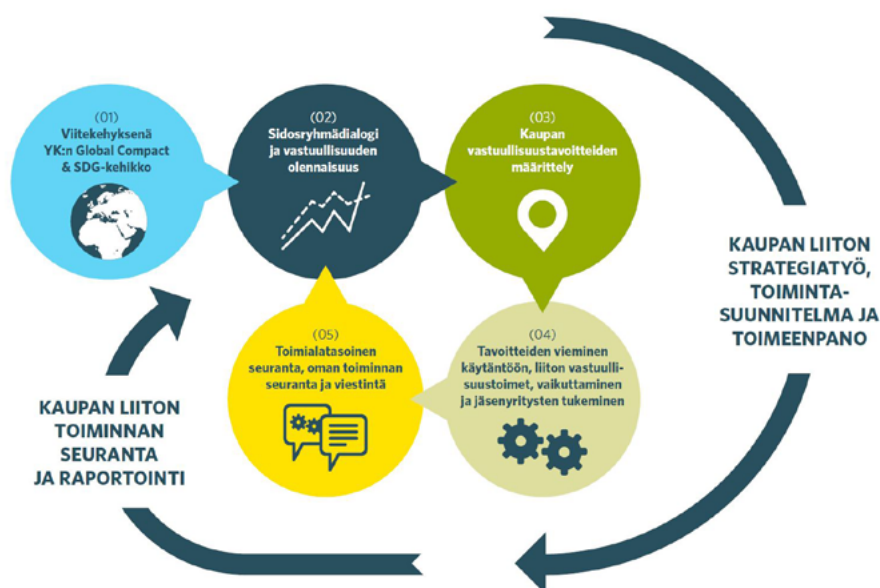 (01)
Viitekehyksenä
YK:n Global Compact
& SDG-kehikko
(02)
Sidosryhmädialogi
ja vastuullisuuden
olennaisuus
(03)
Kaupan
vastuullisuustavoitteiden
määrittely
KAUPAN LIITON
STRATEGIATYÖ,
TOIMINTA-
SUUNNITELMA JA
TOIMEENPANO
(04)
Tavoitteiden vieminen
käytäntöön, liiton vastuulli-
suustoimet, vaikuttaminen
ja jäsenyritysten tukeminen
(05)
Toimialatasoinen
seuranta, oman toiminnan
seuranta ja viestintä
KAUPAN LIITON
TOIMINNAN
SEURANTA
JA RAPORTOINTI